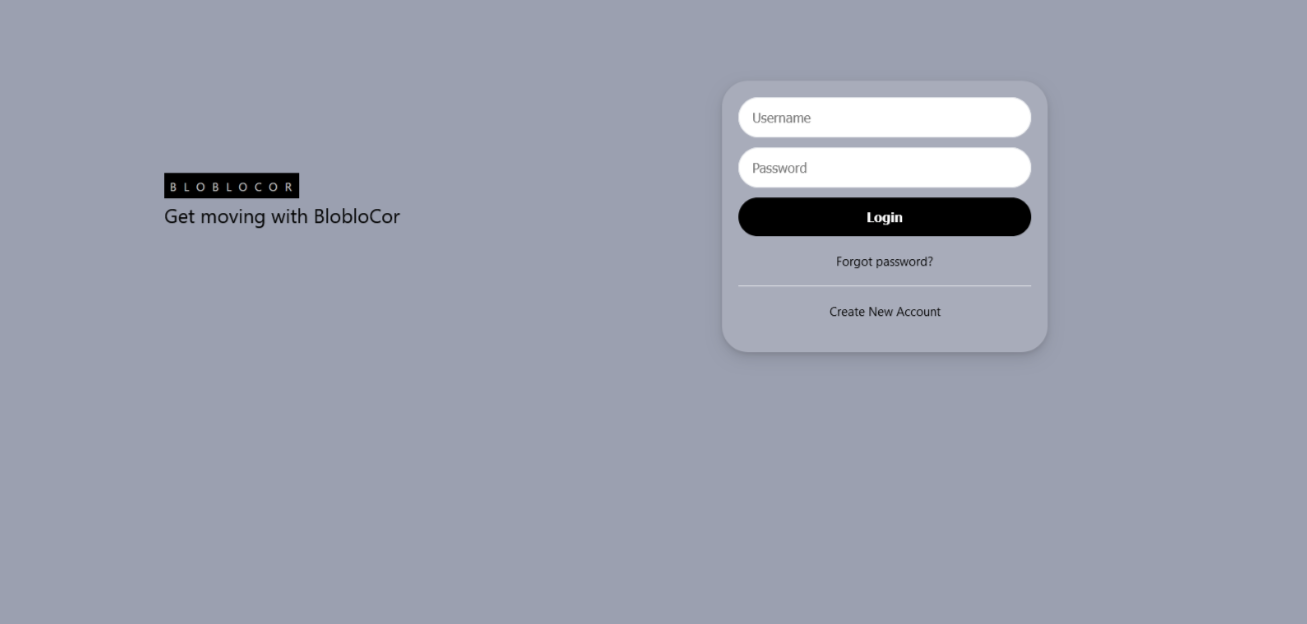 BLOBLOCOR
Get moving with BlobloCor
Username
Password
Login
Forgot password?
Create New Account